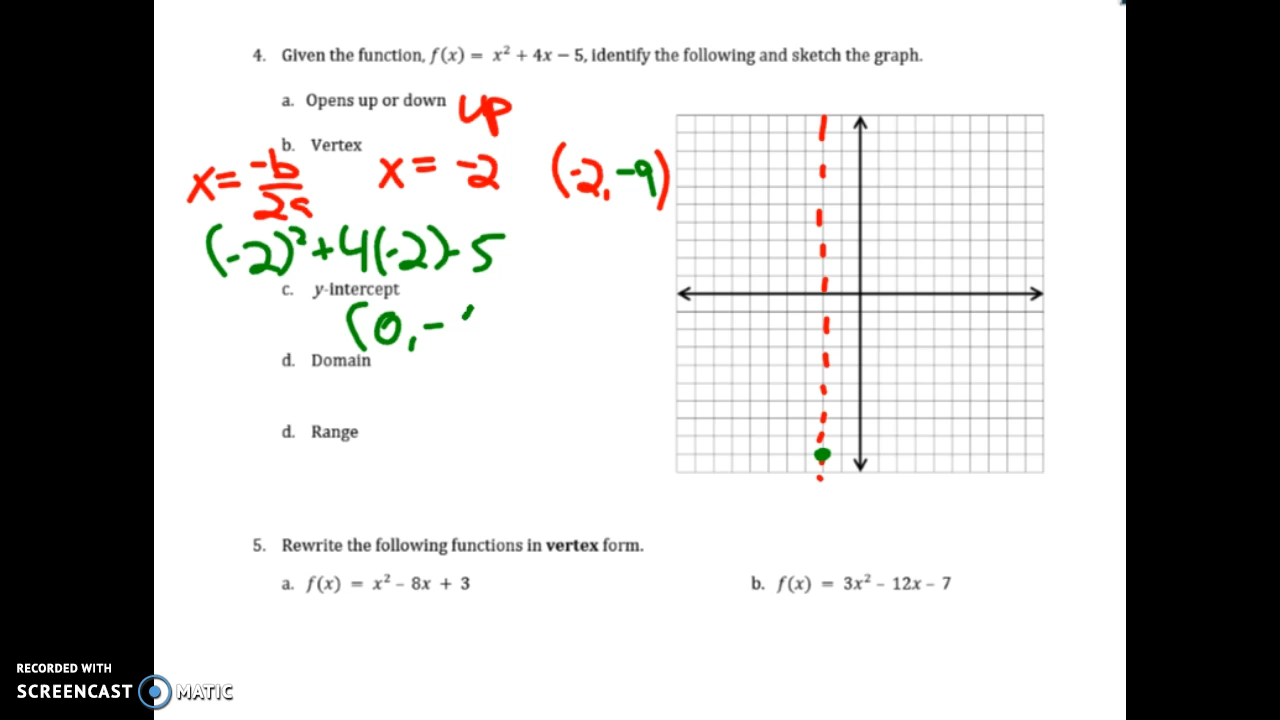 4. Given the function, f(x) = x² + 4x − 5, identify the following and sketch the graph.
a. Opens up or down up
b. Vertex
x = -b/2a x = -2 (-2, -9)
(-2)² + 4(-2) - 5
c. y-intercept
(0, -
d. Domain
d. Range
5. Rewrite the following functions in vertex form.
a. f(x) = x² − 8x + 3
b. f(x) = 3x² − 12x − 7
RECORDED WITH
SCREENCAST MATIC